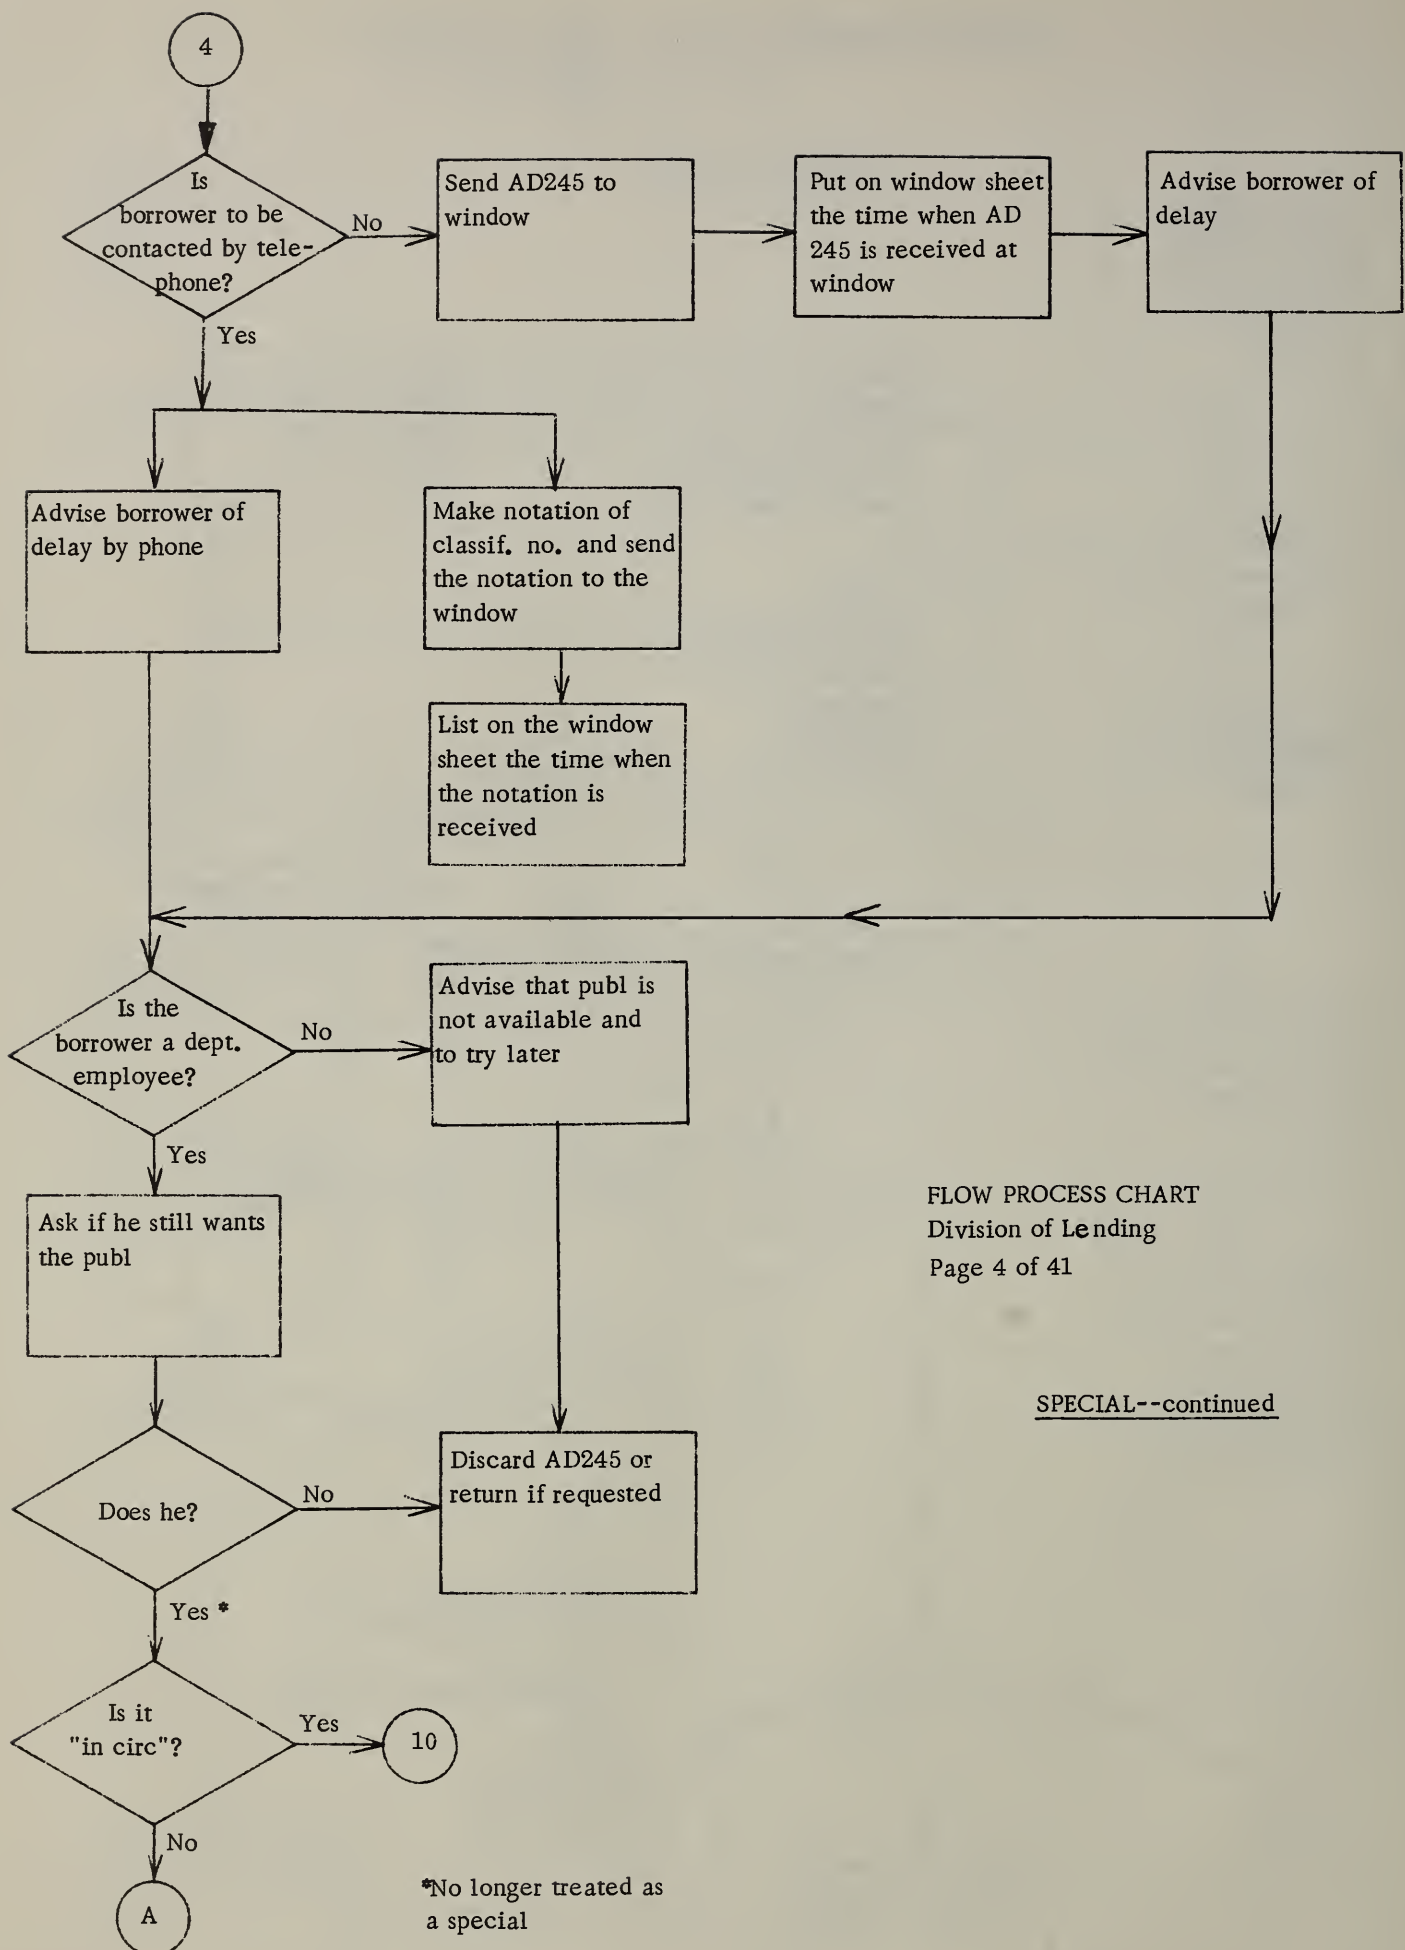 4
Is
borrower to be
contacted by tele-
phone?
No
Send AD245 to
window
Put on window sheet
the time when AD
245 is received at
window
Advise borrower of
delay
Yes
Advise borrower of
delay by phone
Make notation of
classif. no. and send
the notation to the
window
List on the window
sheet the time when
the notation is
received
Is the
borrower a dept.
employee?
No
Advise that publ is
not available and
to try later
Yes
Ask if he still wants
the publ
FLOW PROCESS CHART
Division of Lending
Page 4 of 41
SPECIAL--continued
Does he?
No
Discard AD245 or
return if requested
Yes *
Is it
"in circ"?
Yes
10
No
A
*No longer treated as
a special